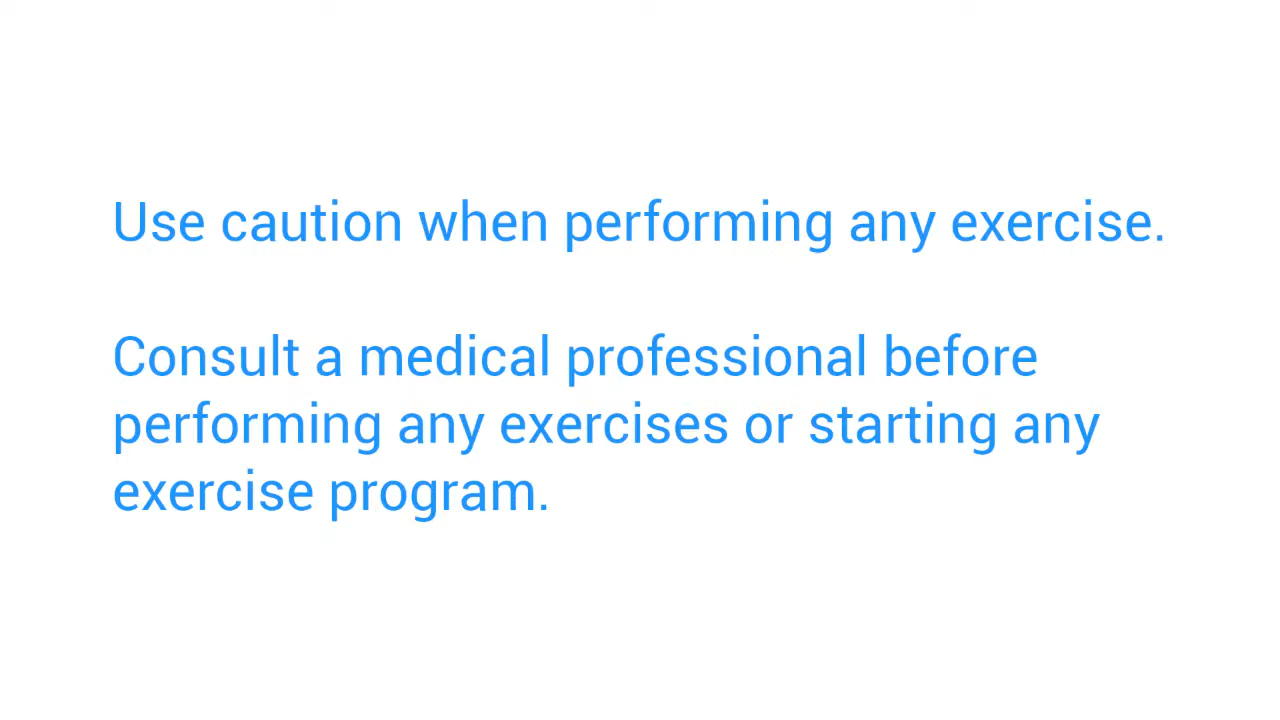 Use caution when performing any exercise.
Consult a medical professional before
performing any exercises or starting any
exercise program.